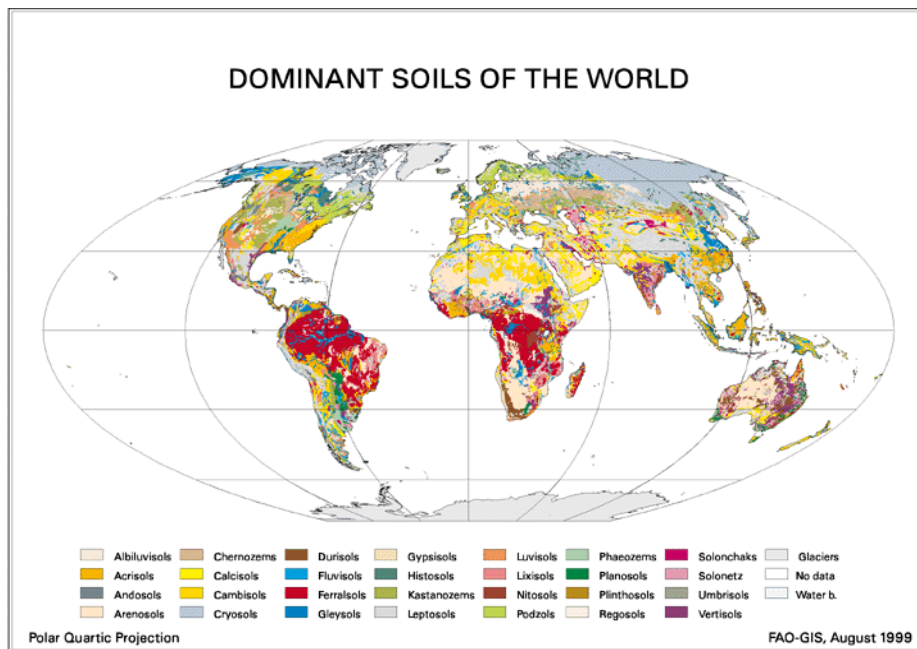 DOMINANT SOILS OF THE WORLD
Albiluvisols Chernozems Durisols Gypsisols Luvisols Phaeozems Solonchaks Glaciers
Acrisols Calcisols Fluvisols Histosols Lixisols Planosols Solonetz No data
Andosols Cambisols Ferralsols Kastanozems Nitosols Plinthosols Umbrisols Water b.
Arenosols Cryosols Gleysols Leptosols Podzols Regosols Vertisols
Polar Quartic Projection FAO-GIS, August 1999